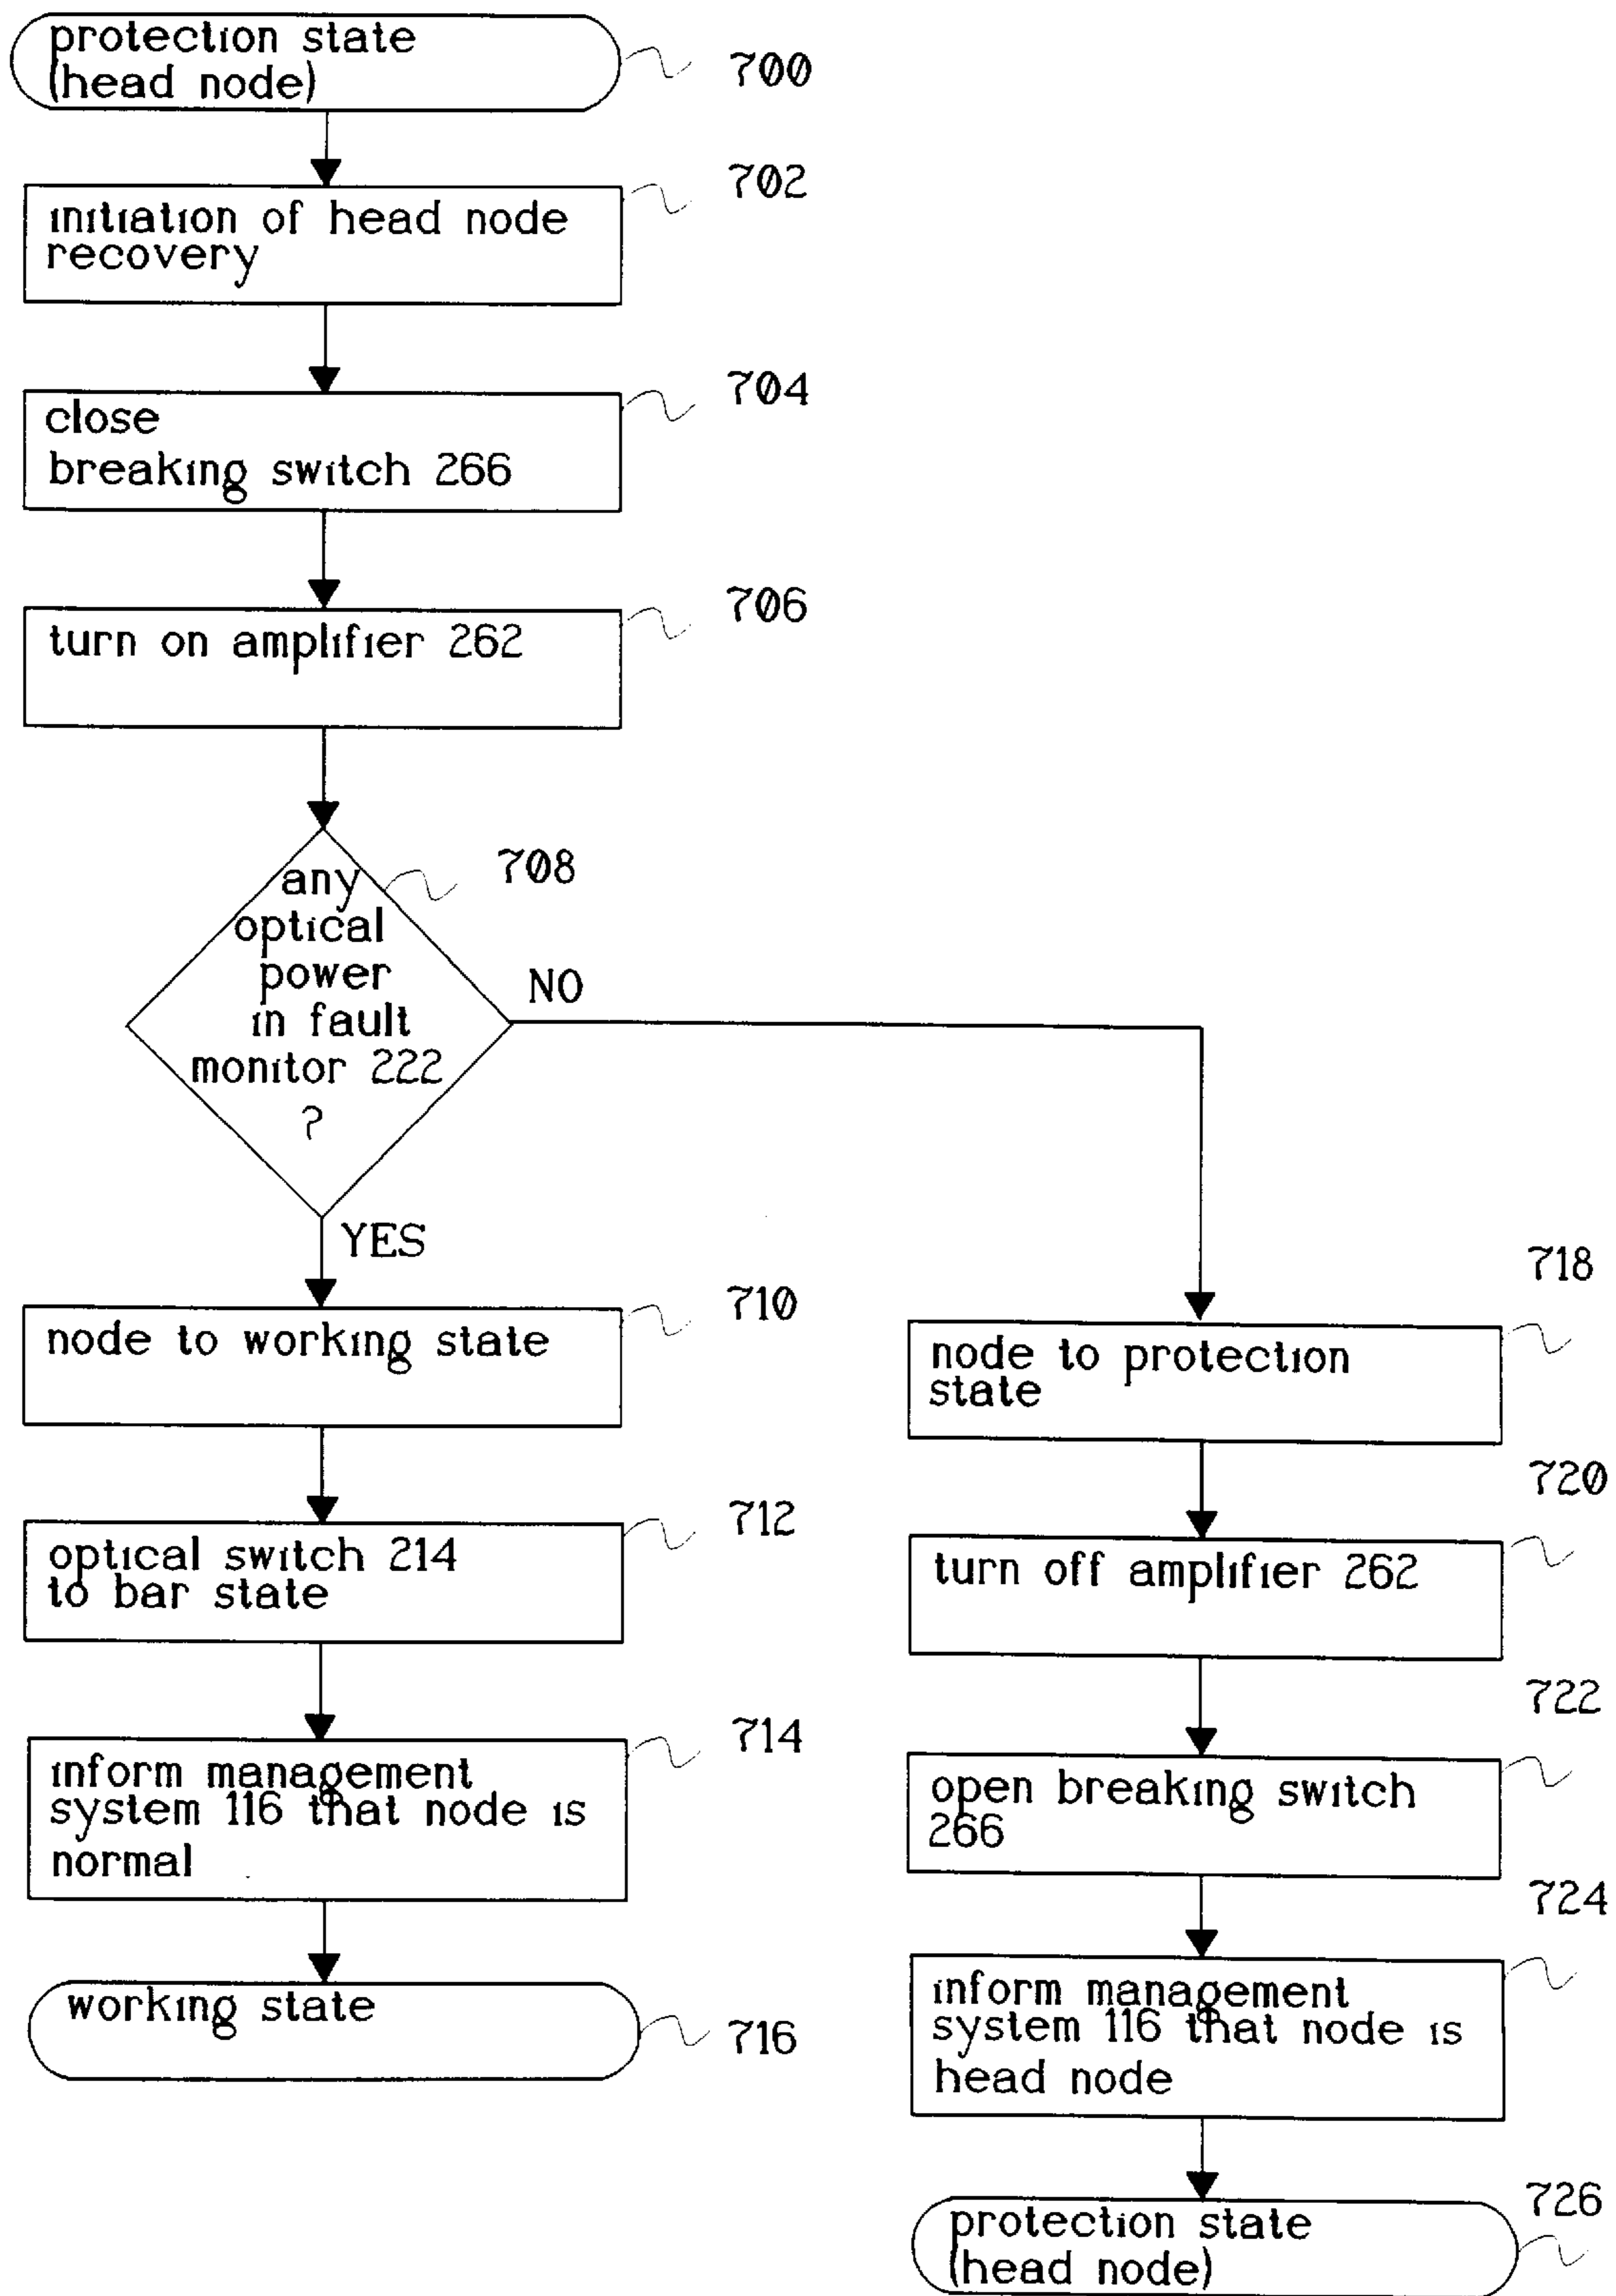 protection state
(head node)
700
702
initiation of head node
recovery
704
close
breaking switch 266
706
turn on amplifier 262
708
any
optical
power
in fault
monitor 222
?
NO
YES
710
node to working state
712
optical switch 214
to bar state
714
inform management
system 116 that node is
normal
working state
716
718
node to protection
state
720
turn off amplifier 262
722
open breaking switch
266
724
inform management
system 116 that node is
head node
726
protection state
(head node)